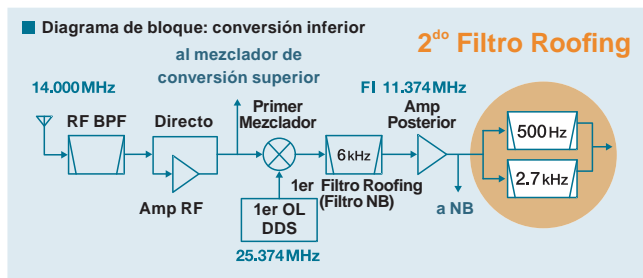 Diagrama de bloque: conversión inferior
2do Filtro Roofing
al mezclador de
conversión superior
14.000MHz
FI 11.374MHz
RF BPF
Directo
Primer
Mezclador
Amp
Posterior
500Hz
6kHz
2.7kHz
Amp RF
1er Filtro Roofing
(Filtro NB)
a NB
1er OL
DDS
25.374MHz